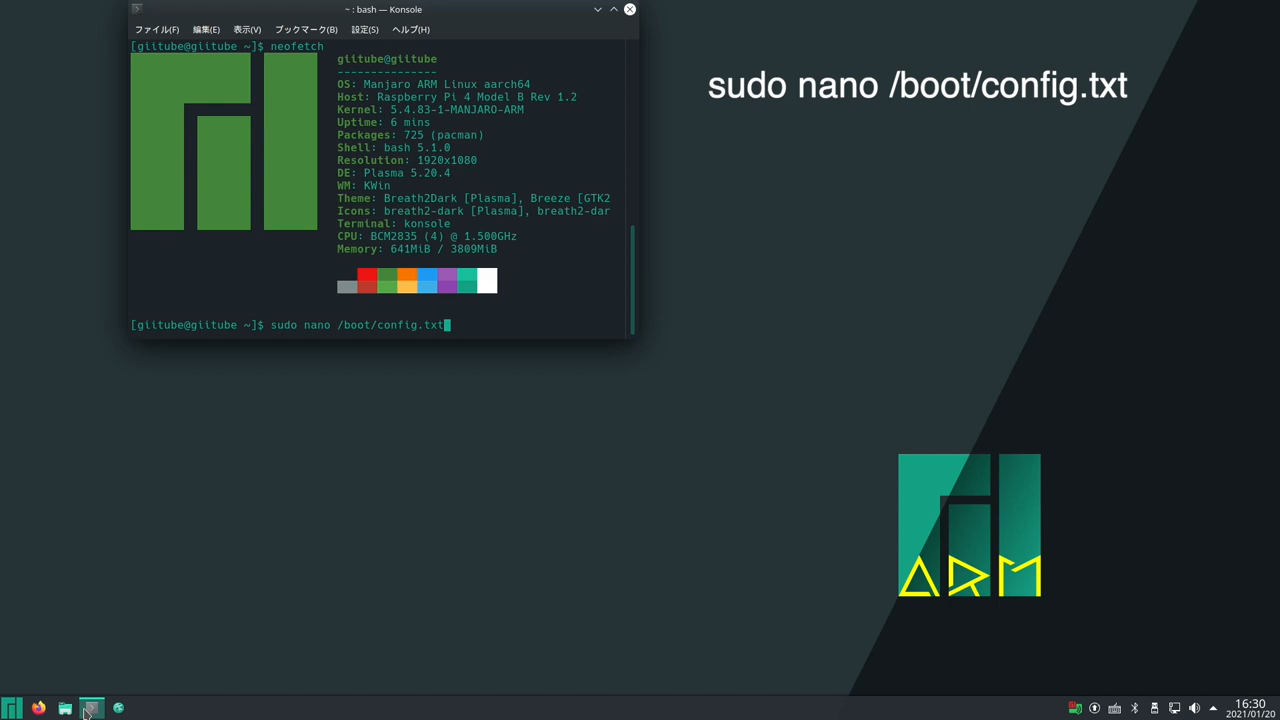 ~ : bash — Konsole
ファイル(F) 編集(E) 表示(V) ブックマーク(B) 設定(S) ヘルプ(H)
[giitube@giitube ~]$ neofetch
giitube@giitube
---------------
OS: Manjaro ARM Linux aarch64
Host: Raspberry Pi 4 Model B Rev 1.2
Kernel: 5.4.83-1-MANJARO-ARM
Uptime: 6 mins
Packages: 725 (pacman)
Shell: bash 5.1.0
Resolution: 1920x1080
DE: Plasma 5.20.4
WM: KWin
Theme: Breath2Dark [Plasma], Breeze [GTK2
Icons: breath2-dark [Plasma], breath2-dar
Terminal: konsole
CPU: BCM2835 (4) @ 1.500GHz
Memory: 641MiB / 3809MiB
[giitube@giitube ~]$ sudo nano /boot/config.txt
sudo nano /boot/config.txt
ARM
16:30
2021/01/20